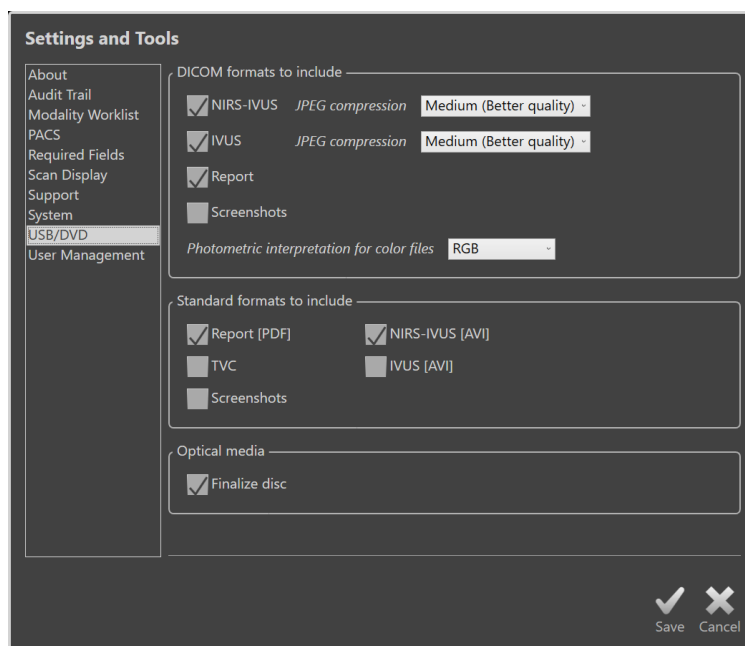 Settings and Tools
About
Audit Trail
Modality Worklist
PACS
Required Fields
Scan Display
Support
System
USB/DVD
User Management
DICOM formats to include
NIRS-IVUS JPEG compression Medium (Better quality)
IVUS JPEG compression Medium (Better quality)
Report
Screenshots
Photometric interpretation for color files RGB
Standard formats to include
Report [PDF] NIRS-IVUS [AVI]
TVC IVUS [AVI]
Screenshots
Optical media
Finalize disc
Save Cancel